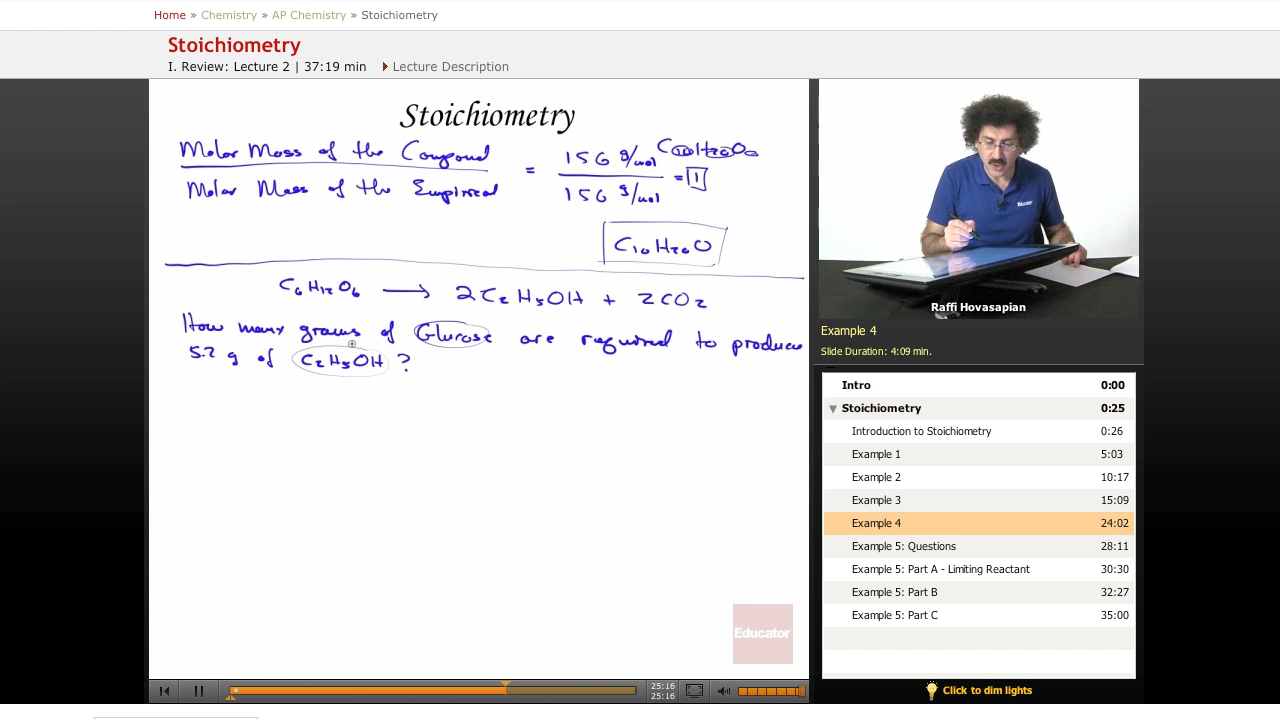 Home » Chemistry » AP Chemistry » Stoichiometry
Stoichiometry
I. Review: Lecture 2 | 37:19 min Lecture Description
Stoichiometry
Molar Mass of the Compound
Molar Mass of the Empirical
= 156 g/mol
156 g/mol
= 1
C10H20O
C10H20O
C6H12O6 → 2C2H5OH + 2CO2
How many grams of Glucose are required to produce
5.2 g of C2H5OH ?
Educator
Educator
Raffi Hovasapian
Example 4
Slide Duration: 4:09 min.
Intro 0:00
Stoichiometry 0:25
Introduction to Stoichiometry 0:26
Example 1 5:03
Example 2 10:17
Example 3 15:09
Example 4 24:02
Example 5: Questions 28:11
Example 5: Part A - Limiting Reactant 30:30
Example 5: Part B 32:27
Example 5: Part C 35:00
25:16
25:16
Click to dim lights